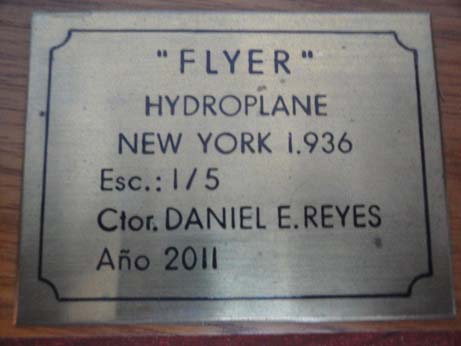 "FLYER"
HYDROPLANE
NEW YORK 1.936
Esc.: 1/5
Ctor. DANIEL E. REYES
Año 2011